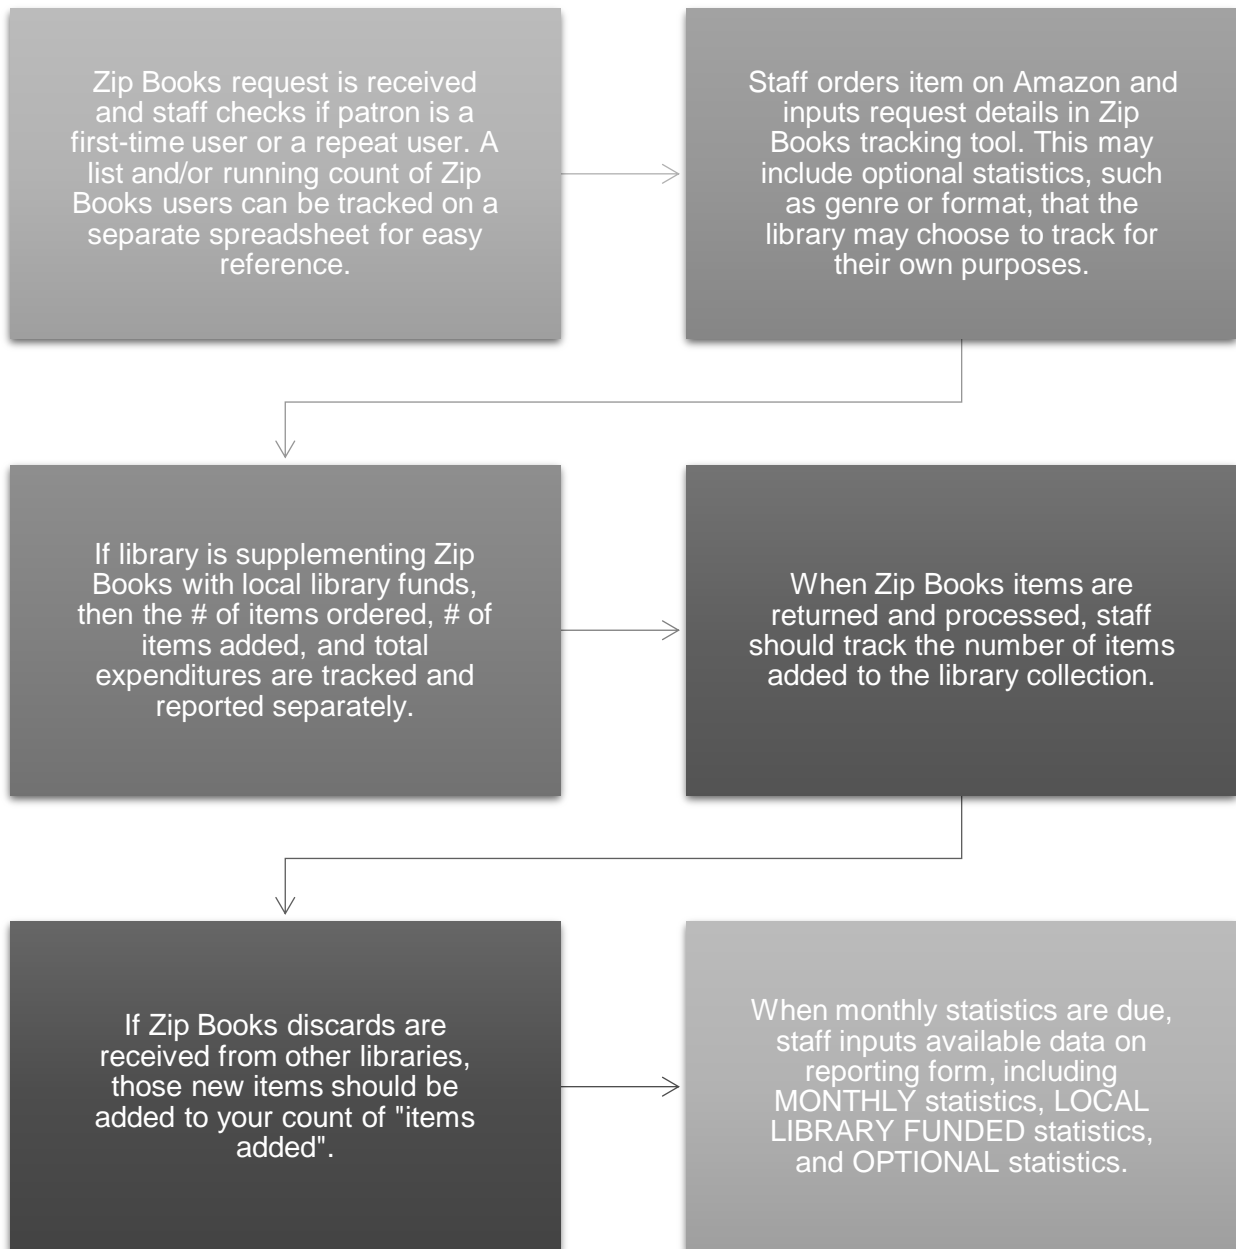 Zip Books request is received
and staff checks if patron is a
first-time user or a repeat user. A
list and/or running count of Zip
Books users can be tracked on a
separate spreadsheet for easy
reference.
Staff orders item on Amazon and
inputs request details in Zip
Books tracking tool. This may
include optional statistics, such
as genre or format, that the
library may choose to track for
their own purposes.
If library is supplementing Zip
Books with local library funds,
then the # of items ordered, # of
items added, and total
expenditures are tracked and
reported separately.
When Zip Books items are
returned and processed, staff
should track the number of items
added to the library collection.
If Zip Books discards are
received from other libraries,
those new items should be
added to your count of "items
added".
When monthly statistics are due,
staff inputs available data on
reporting form, including
MONTHLY statistics, LOCAL
LIBRARY FUNDED statistics,
and OPTIONAL statistics.